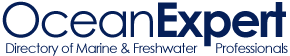 OceanExpert
Directory of Marine & Freshwater Professionals